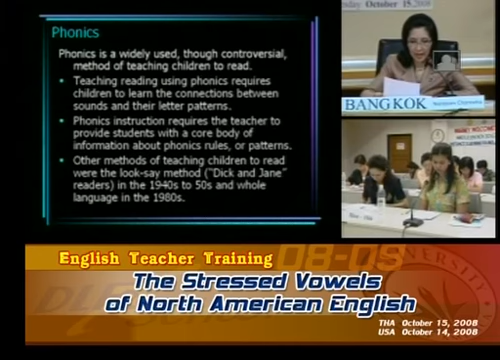 Phonics
Phonics is a widely used, though controversial,
method of teaching children to read.
• Teaching reading using phonics requires
children to learn the connections between
sounds and their letter patterns.
• Phonics instruction requires the teacher to
provide students with a core body of
information about phonics rules, or patterns.
• Other methods of teaching children to read
were the look-say method ("Dick and Jane"
readers) in the 1940s to 50s and whole
language in the 1980s.
October 15, 2008
BANGKOK
English Teacher Training
08-09
The Stressed Vowels
of North American English
THA October 15, 2008
USA October 14, 2008